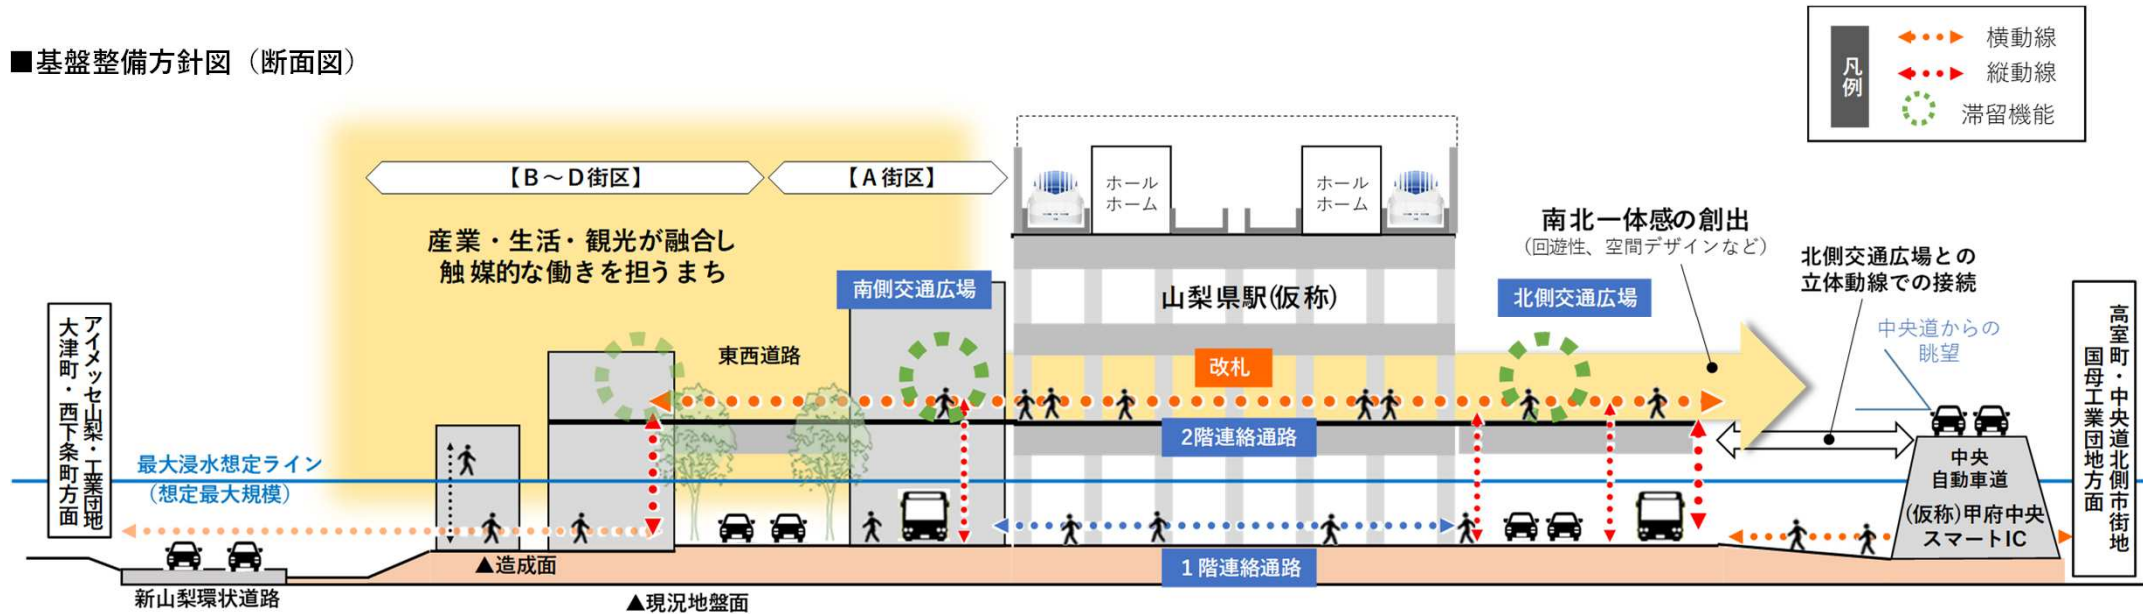 ■基盤整備方針図（断面図）
凡例
横動線
縦動線
滞留機能
【B～D街区】
【A街区】
産業・生活・観光が融合し
触媒的な働きを担うまち
南側交通広場
東西道路
ホール
ホーム
ホール
ホーム
山梨県駅(仮称)
改札
2階連絡通路
1階連絡通路
北側交通広場
南北一体感の創出
（回遊性、空間デザインなど）
北側交通広場との
立体動線での接続
中央道からの
眺望
中央
自動車道
(仮称)甲府中央
スマートIC
高室町・中央道北側市街地
国母工業団地方面
アイメッセ山梨・工業団地
大津町・西下条町方面
最大浸水想定ライン
（想定最大規模）
▲造成面
新山梨環状道路
▲現況地盤面